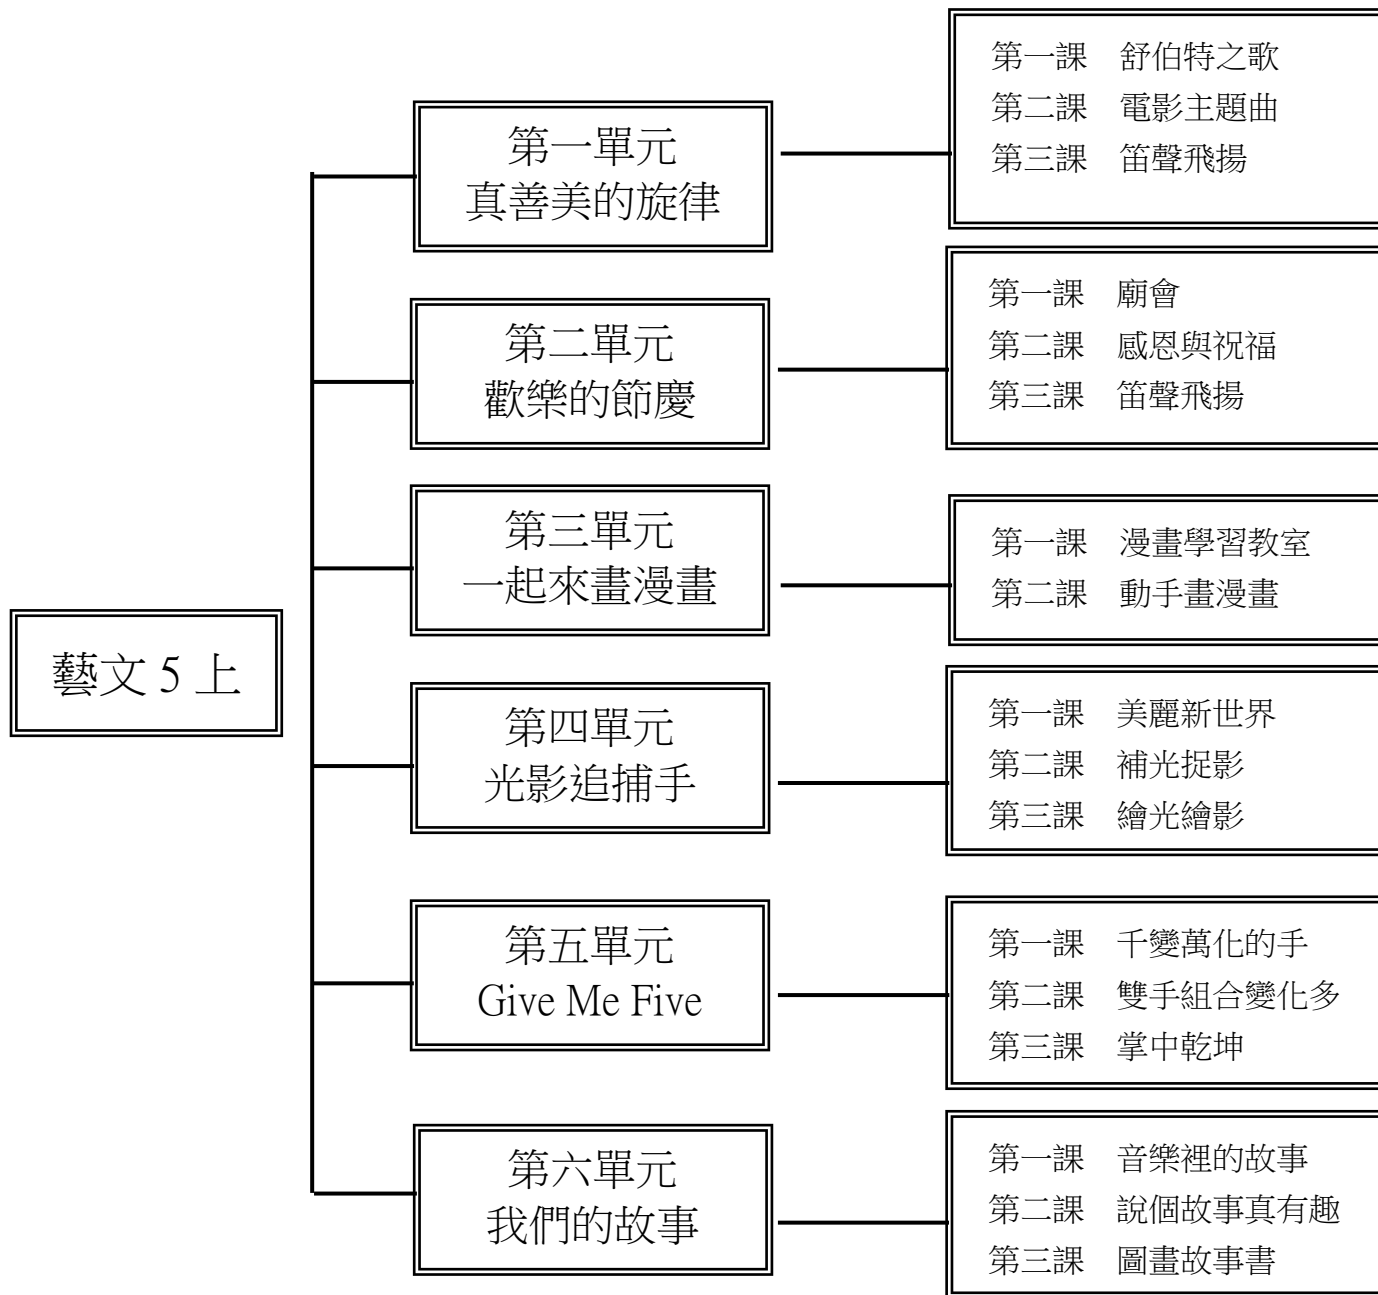 藝文 5 上
第一單元
真善美的旋律
第一課　舒伯特之歌
第二課　電影主題曲
第三課　笛聲飛揚
第二單元
歡樂的節慶
第一課　廟會
第二課　感恩與祝福
第三課　笛聲飛揚
第三單元
一起來畫漫畫
第一課　漫畫學習教室
第二課　動手畫漫畫
第四單元
光影追捕手
第一課　美麗新世界
第二課　補光捉影
第三課　繪光繪影
第五單元
Give Me Five
第一課　千變萬化的手
第二課　雙手組合變化多
第三課　掌中乾坤
第六單元
我們的故事
第一課　音樂裡的故事
第二課　說個故事真有趣
第三課　圖畫故事書